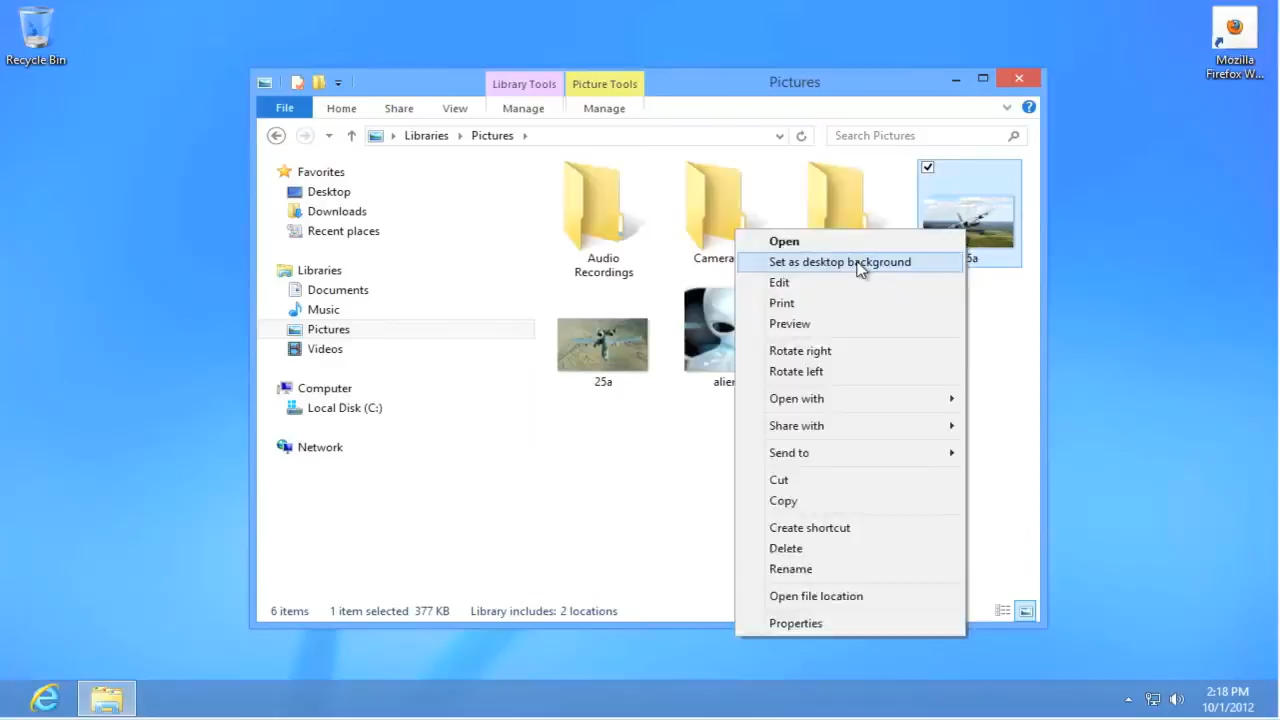 Recycle Bin
Mozilla
Firefox W...
Library Tools
Picture Tools
Pictures
File
Home
Share
View
Manage
Manage
Libraries
Pictures
Search Pictures
Favorites
Desktop
Downloads
Recent places
Libraries
Documents
Music
Pictures
Videos
Computer
Local Disk (C:)
Network
Audio
Recordings
Camera
5a
25a
alien
Open
Set as desktop background
Edit
Print
Preview
Rotate right
Rotate left
Open with
Share with
Send to
Cut
Copy
Create shortcut
Delete
Rename
Open file location
Properties
6 items
1 item selected 377 KB
Library includes: 2 locations
2:18 PM
10/1/2012